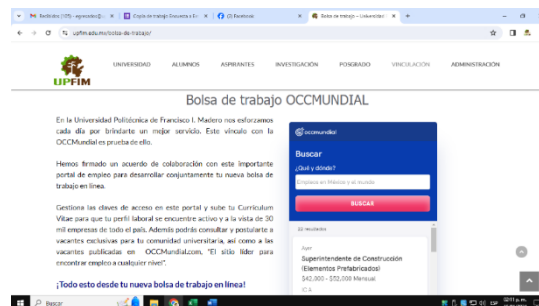 Facebook
upfim.edu.mx/bolsa-de-trabajo/
UPFIM
UNIVERSIDAD ALUMNOS ASPIRANTES INVESTIGACIÓN POSGRADO VINCULACIÓN ADMINISTRACIÓN
Bolsa de trabajo OCCMUNDIAL
En la Universidad Politécnica de Francisco I. Madero nos esforzamos
cada día por brindarte un mejor servicio. Este vínculo con la
OCCMundial es prueba de ello.
Hemos firmado un acuerdo de colaboración con este importante
portal de empleo para desarrollar conjuntamente tu nueva bolsa de
trabajo en línea.
Gestiona las claves de acceso en este portal y sube tu Currículum
Vitae para que tu perfil laboral se encuentre activo y a la vista de 30
mil empresas de todo el país. Además podrás consultar y postularte a
vacantes exclusivas para tu comunidad universitaria, así como a las
vacantes publicadas en OCCMundial.com, "El sitio líder para
encontrar empleo a cualquier nivel".
¡Todo esto desde tu nueva bolsa de trabajo en línea!
occmundial
Buscar
¿Qué y dónde?
Empleos en México y el mundo
BUSCAR
resultados
Ayer
Superintendente de Construcción
(Elementos Prefabricados)
$42,000 - $52,000 Mensual
Buscar
ESP